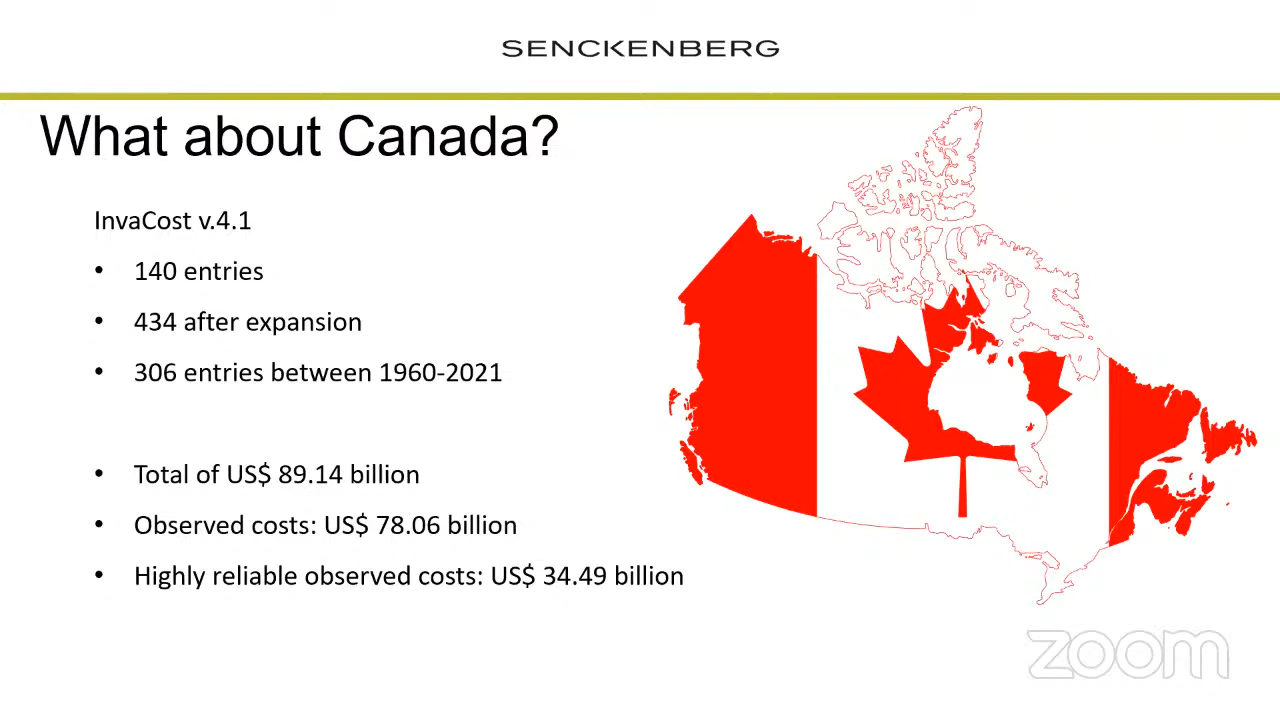 SENCKENBERG
What about Canada?
InvaCost v.4.1
• 140 entries
• 434 after expansion
• 306 entries between 1960-2021
• Total of US$ 89.14 billion
• Observed costs: US$ 78.06 billion
• Highly reliable observed costs: US$ 34.49 billion
zoom